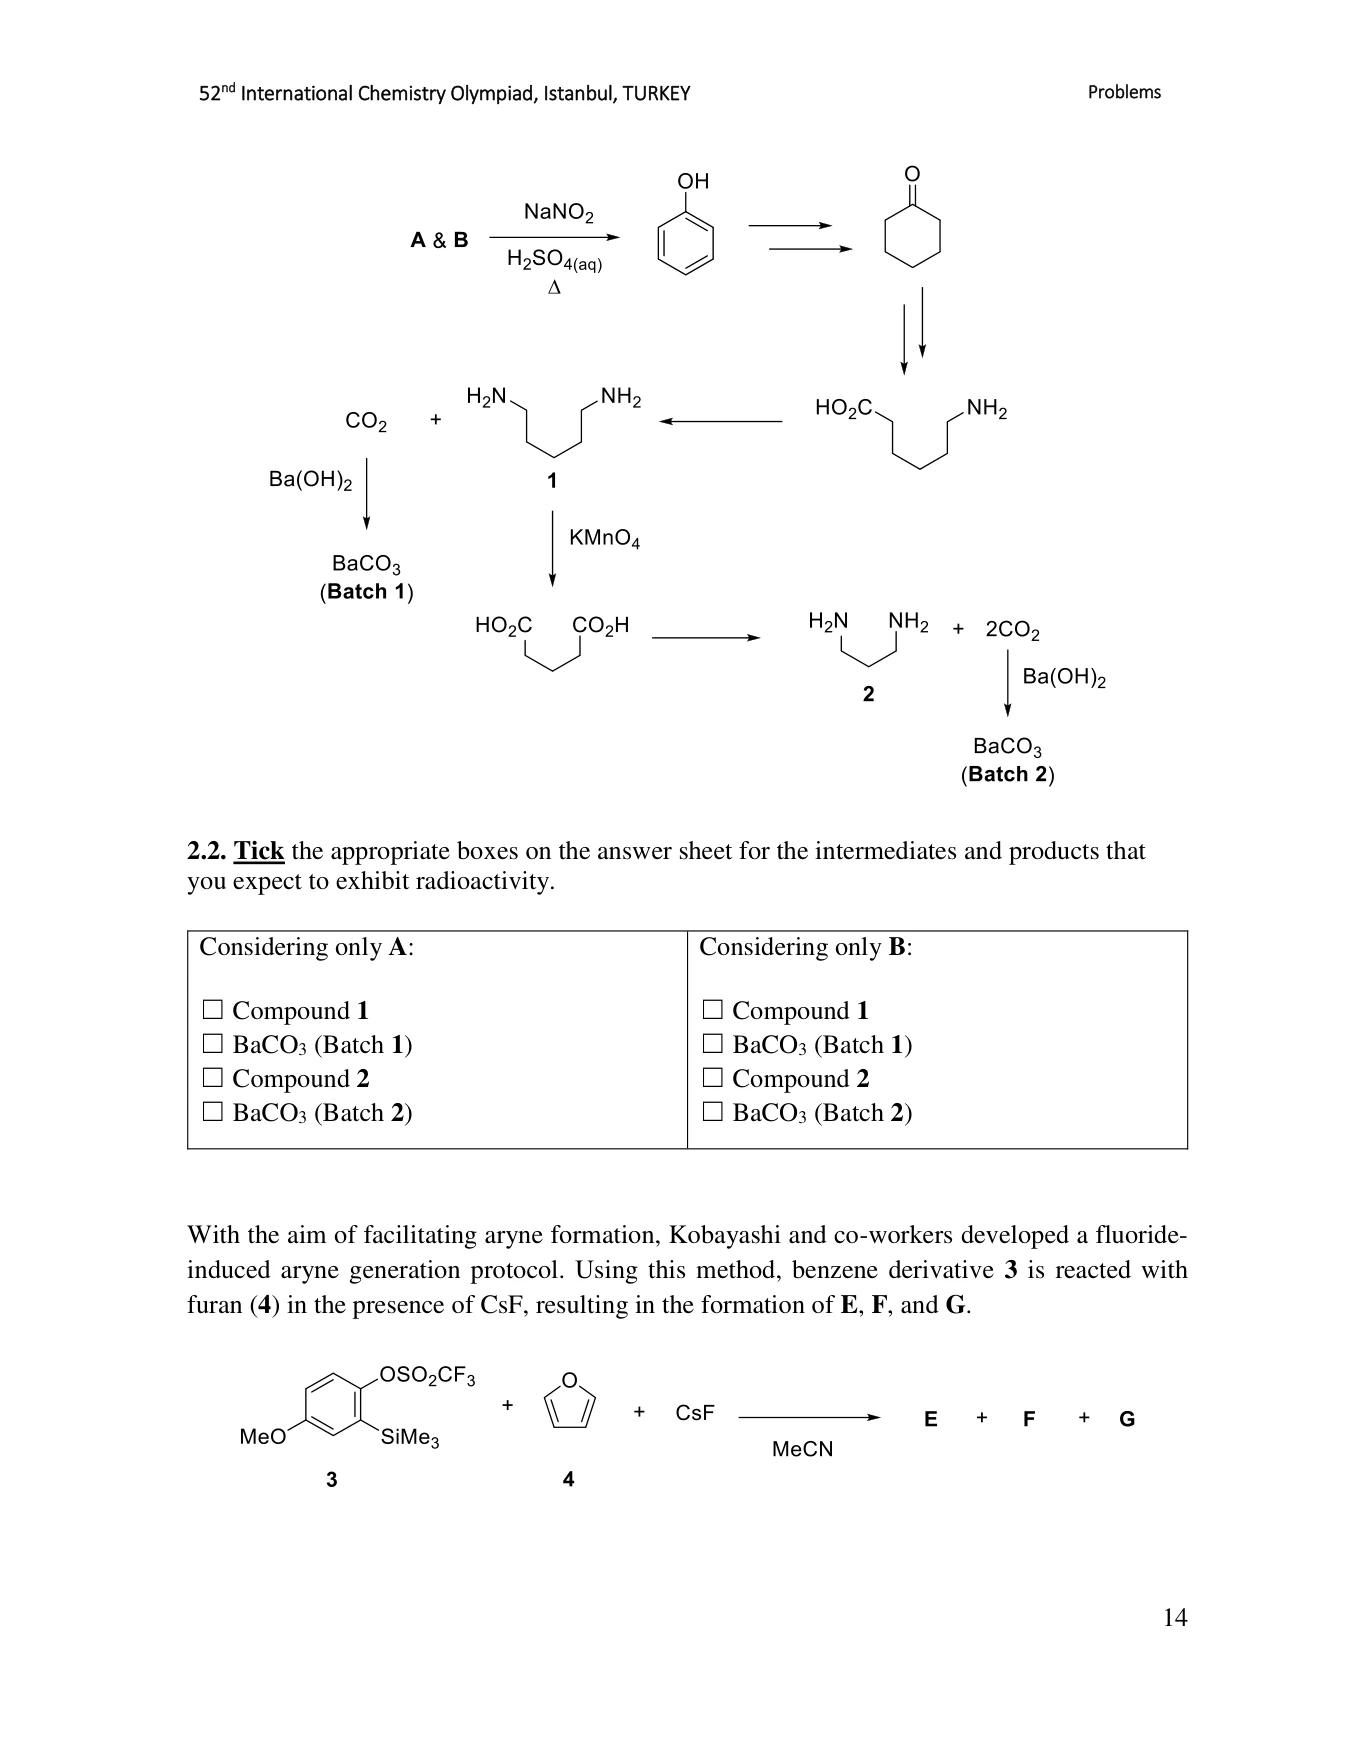 52nd International Chemistry Olympiad, Istanbul, TURKEY Problems
A & B
NaNO2
H2SO4(aq)
Δ
OH
O
CO2
+
H2N NH2
1
HO2C NH2
Ba(OH)2
BaCO3
(Batch 1)
KMnO4
HO2C CO2H
H2N NH2
2
+ 2CO2
Ba(OH)2
BaCO3
(Batch 2)
2.2. Tick the appropriate boxes on the answer sheet for the intermediates and products that
you expect to exhibit radioactivity.
Considering only A:
☐ Compound 1
☐ BaCO3 (Batch 1)
☐ Compound 2
☐ BaCO3 (Batch 2)
Considering only B:
☐ Compound 1
☐ BaCO3 (Batch 1)
☐ Compound 2
☐ BaCO3 (Batch 2)
With the aim of facilitating aryne formation, Kobayashi and co-workers developed a fluoride-
induced aryne generation protocol. Using this method, benzene derivative 3 is reacted with
furan (4) in the presence of CsF, resulting in the formation of E, F, and G.
OSO2CF3
MeO SiMe3
3
+
O
4
+ CsF
MeCN
E + F + G
14